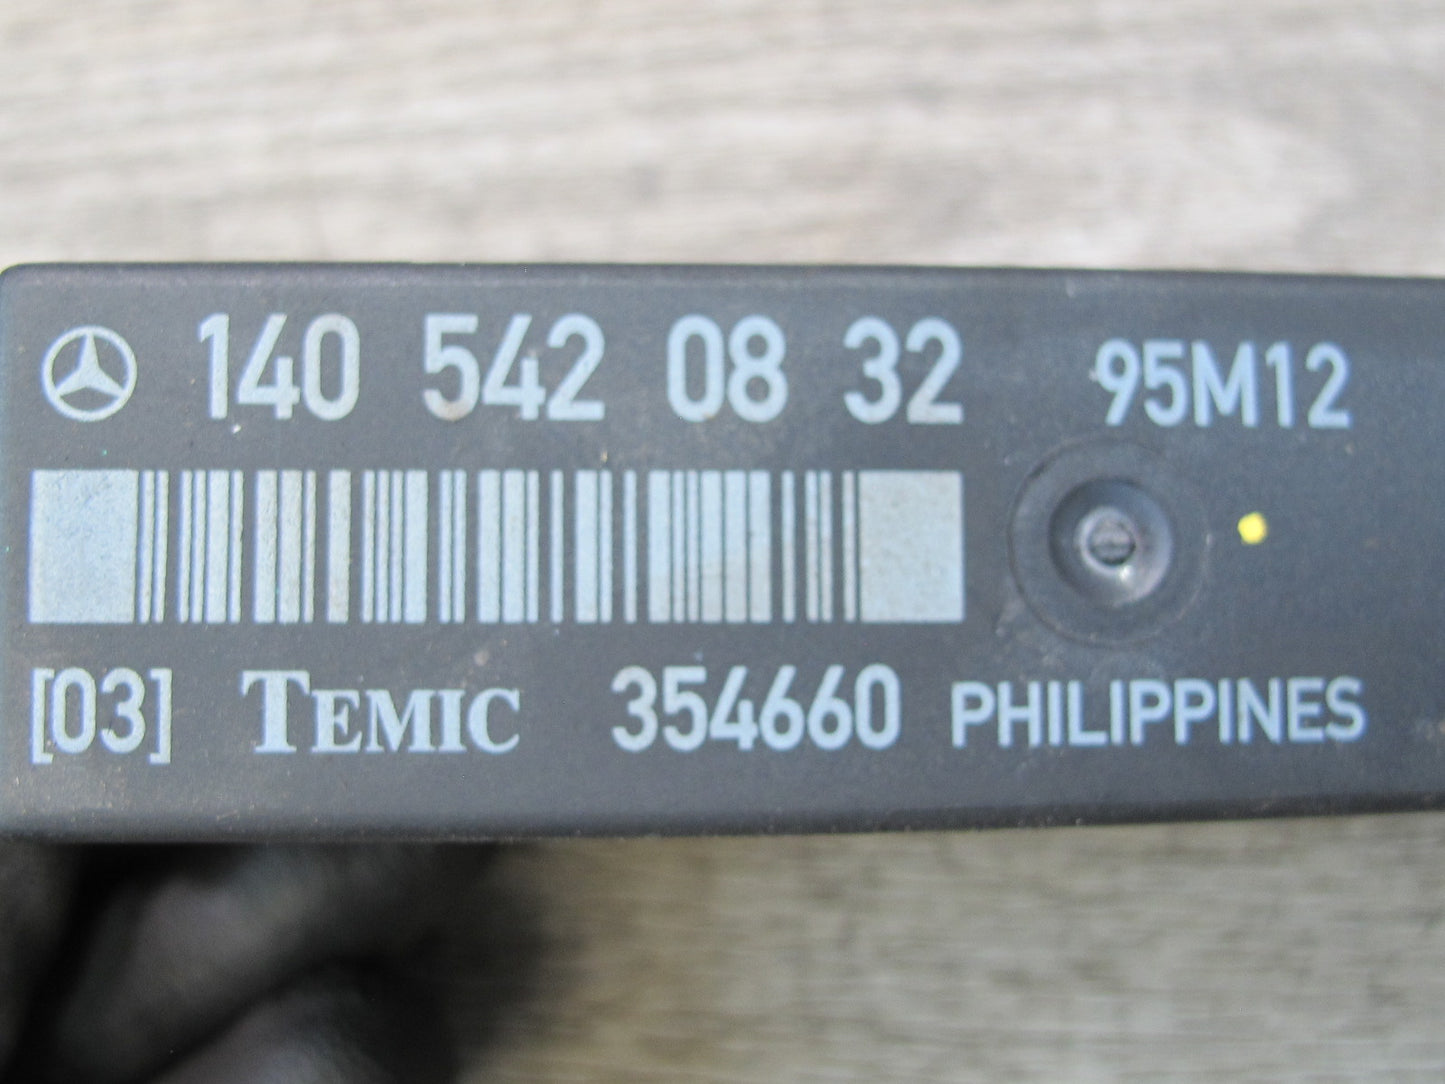 140 542 08 32 95M12
[03] TEMIC 354660 PHILIPPINES